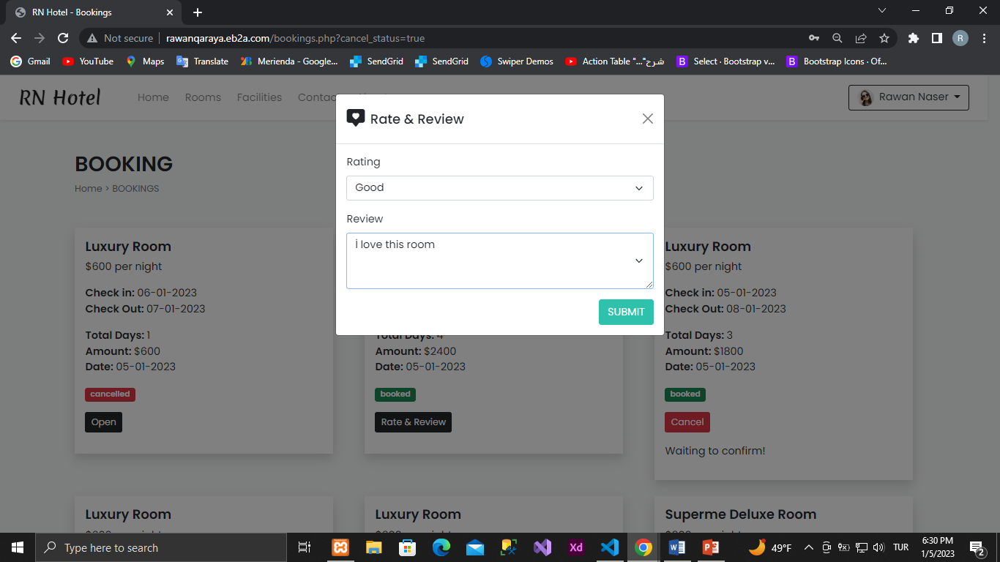 RN Hotel - Bookings
Not secure rawanqaraya.eb2a.com/bookings.php?cancel_status=true
R
Gmail YouTube Maps Translate Merienda - Google... SendGrid SendGrid Swiper Demos Action Table "..."شرح Select · Bootstrap v... Bootstrap Icons · Of...
RN Hotel Home Rooms Facilities Contac Rawan Naser
Rate & Review
Rating
Good
Review
İ love this room
SUBMIT
BOOKING
Home > BOOKINGS
Luxury Room
$600 per night
Check in: 06-01-2023
Check Out: 07-01-2023
Total Days: 1
Amount: $600
Date: 05-01-2023
cancelled
Open
Total Days: 4
Amount: $2400
Date: 05-01-2023
booked
Rate & Review
Luxury Room
$600 per night
Check in: 05-01-2023
Check Out: 08-01-2023
Total Days: 3
Amount: $1800
Date: 05-01-2023
booked
Cancel
Waiting to confirm!
Luxury Room
Luxury Room
Superme Deluxe Room
Type here to search
Xd
49°F
TUR
6:30 PM
1/5/2023
2